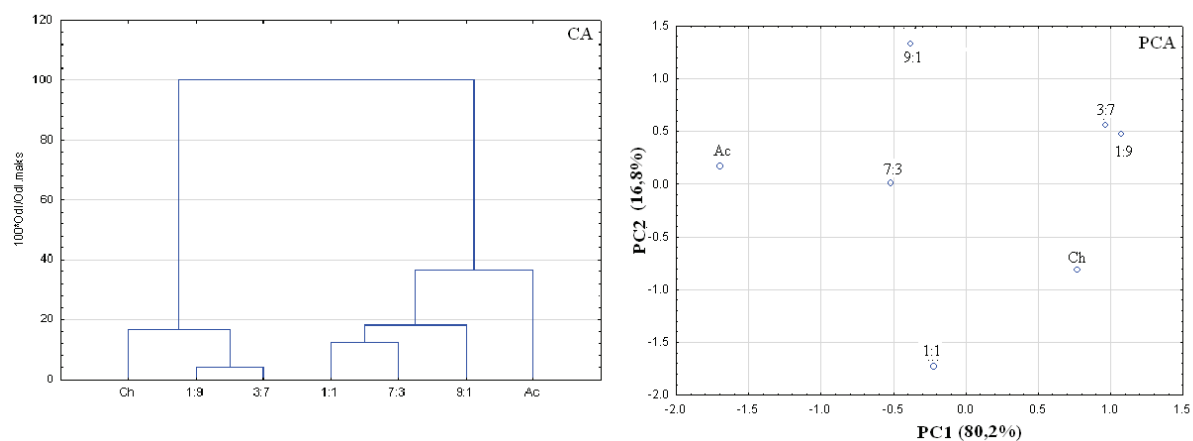 120
CA
100
80
60
40
20
0
100*Odl/Odl.maks
Ch 1:9 3:7 1:1 7:3 9:1 Ac
1.5
PCA
9:1
1.0
3:7
0.5
1:9
Ac
7:3
0.0
-0.5
Ch
-1.0
1:1
-1.5
-2.0
PC2 (16,8%)
-2.0 -1.5 -1.0 -0.5 0.0 0.5 1.0 1.5
PC1 (80,2%)